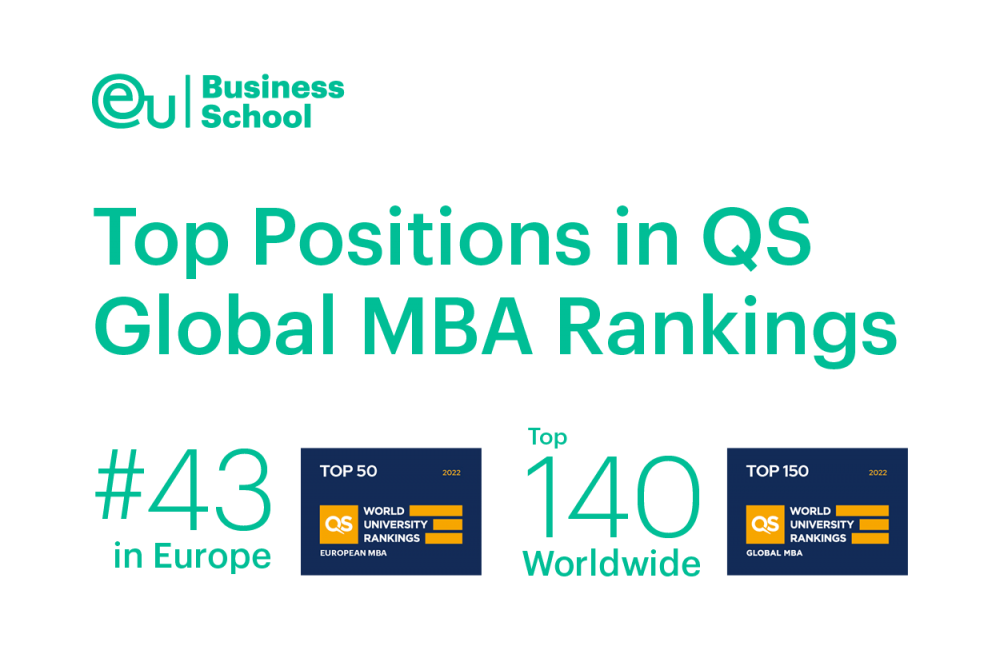 eu Business
School
Top Positions in QS
Global MBA Rankings
#43
in Europe
TOP 50 2022
QS WORLD
UNIVERSITY
RANKINGS
EUROPEAN MBA
Top
140
Worldwide
TOP 150 2022
QS WORLD
UNIVERSITY
RANKINGS
GLOBAL MBA